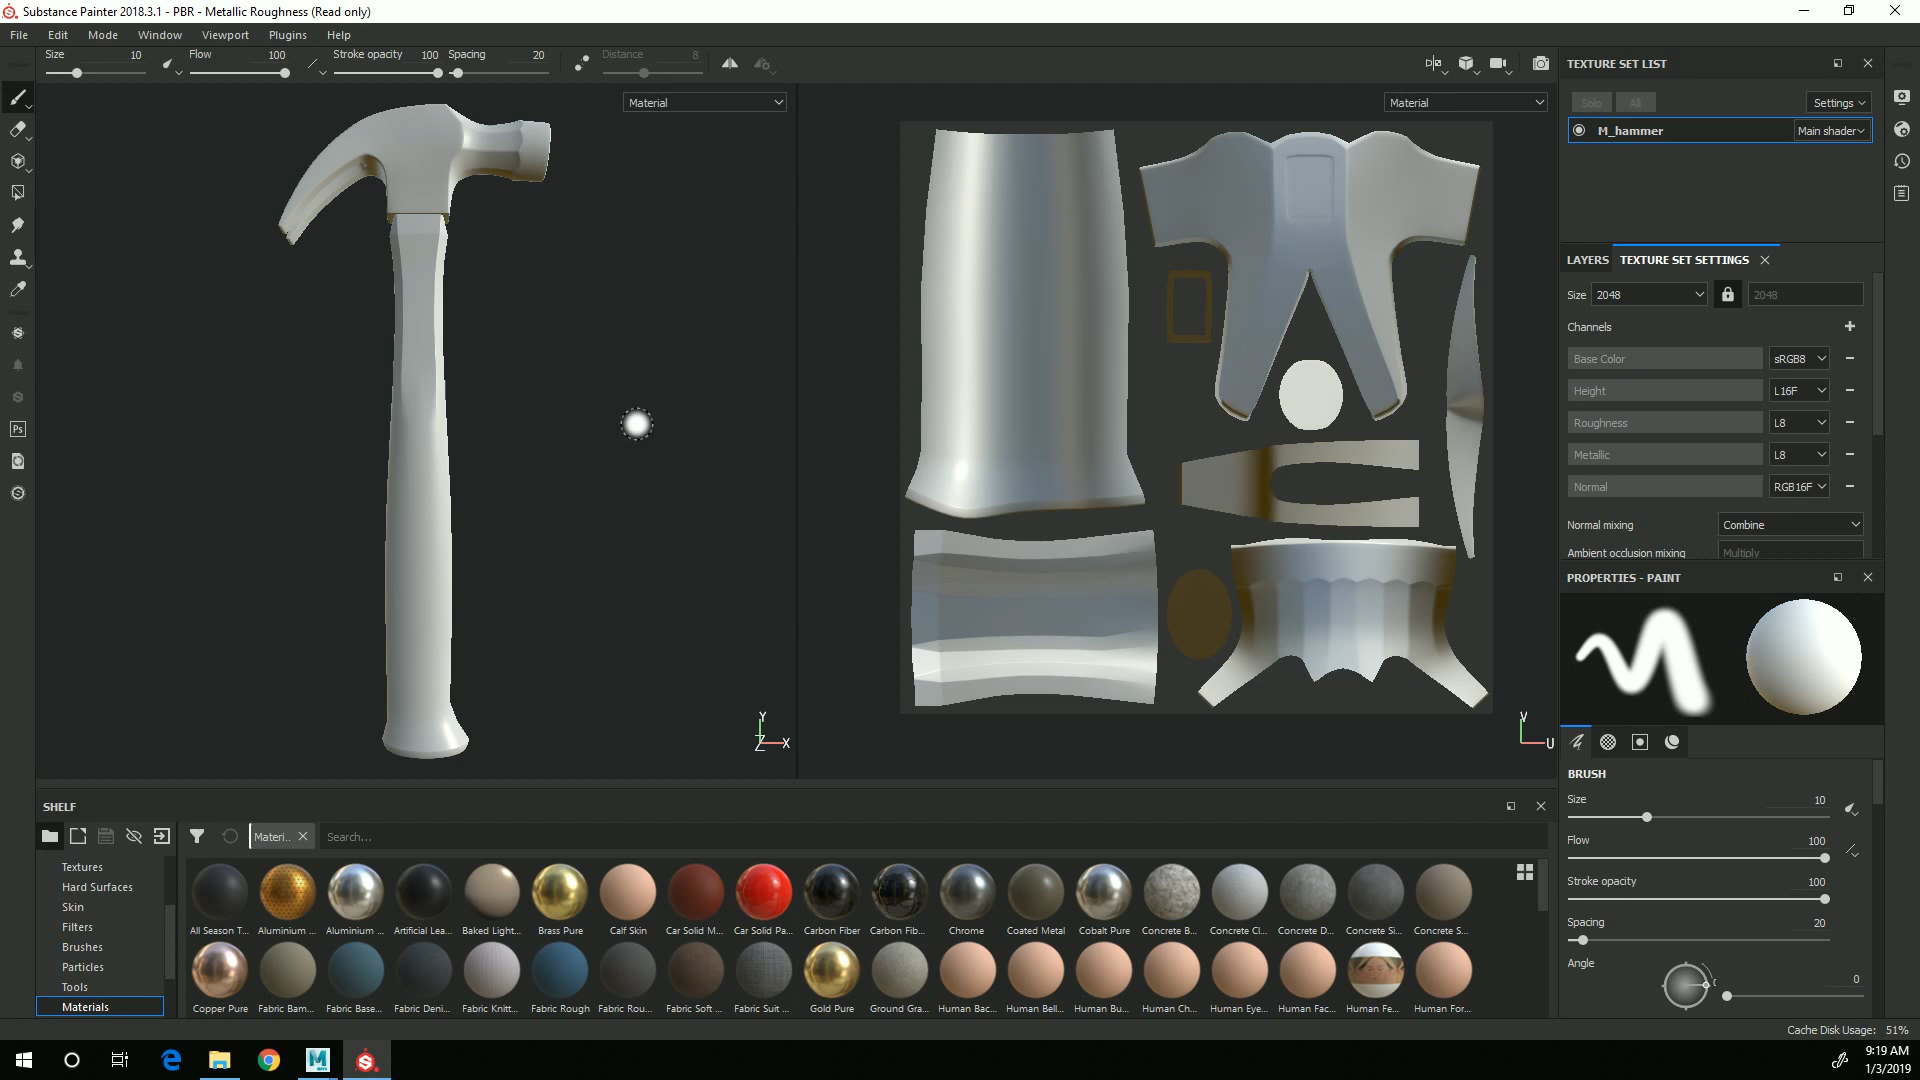 Substance Painter 2018.3.1 - PBR - Metallic Roughness (Read only)
File Edit Mode Window Viewport Plugins Help
Size 10 Flow 100 Stroke opacity 100 Spacing 20 Distance 8
Material
Material
Y
Z X
V
U
TEXTURE SET LIST
Solo All Settings
M_hammer Main shader
LAYERS TEXTURE SET SETTINGS
Size 2048 2048
Channels
Base Color sRGB8
Height L16F
Roughness L8
Metallic L8
Normal RGB16F
Normal mixing Combine
Ambient occlusion mixing Multiply
PROPERTIES - PAINT
BRUSH
Size 10
Flow 100
Stroke opacity 100
Spacing 20
Angle 0
Ps
SHELF
Materi.. Search...
Textures
Hard Surfaces
Skin
Filters
Brushes
Particles
Tools
Materials
All Season T... Aluminium ... Aluminium ... Artificial Lea... Baked Light... Brass Pure Calf Skin Car Solid M... Car Solid Pa... Carbon Fiber Carbon Fib... Chrome Coated Metal Cobalt Pure Concrete B... Concrete Cl... Concrete D... Concrete Si... Concrete S...
Copper Pure Fabric Bam... Fabric Base... Fabric Deni... Fabric Knitt... Fabric Rough Fabric Rou... Fabric Soft ... Fabric Suit ... Gold Pure Ground Gra... Human Bac... Human Bell... Human Bu... Human Ch... Human Eye... Human Fac... Human Fe... Human For...
Cache Disk Usage: 51%
9:19 AM
1/3/2019